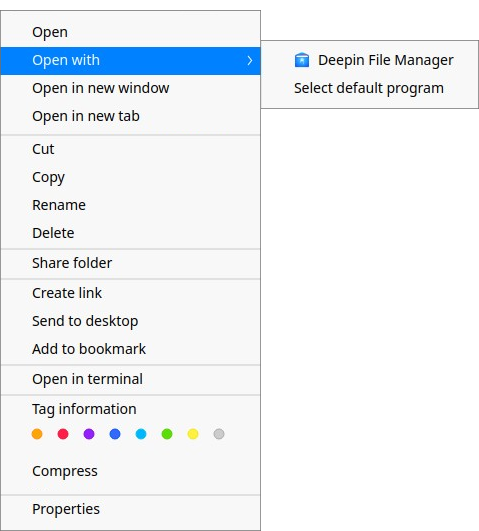 Open
Open with
Deepin File Manager
Select default program
Open in new window
Open in new tab
Cut
Copy
Rename
Delete
Share folder
Create link
Send to desktop
Add to bookmark
Open in terminal
Tag information
Compress
Properties